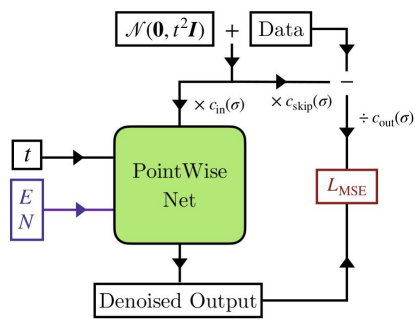 𝒩(0, t²I) + Data
−
× c_in(σ)
× c_skip(σ)
÷ c_out(σ)
t
PointWise
Net
E
N
L_MSE
Denoised Output